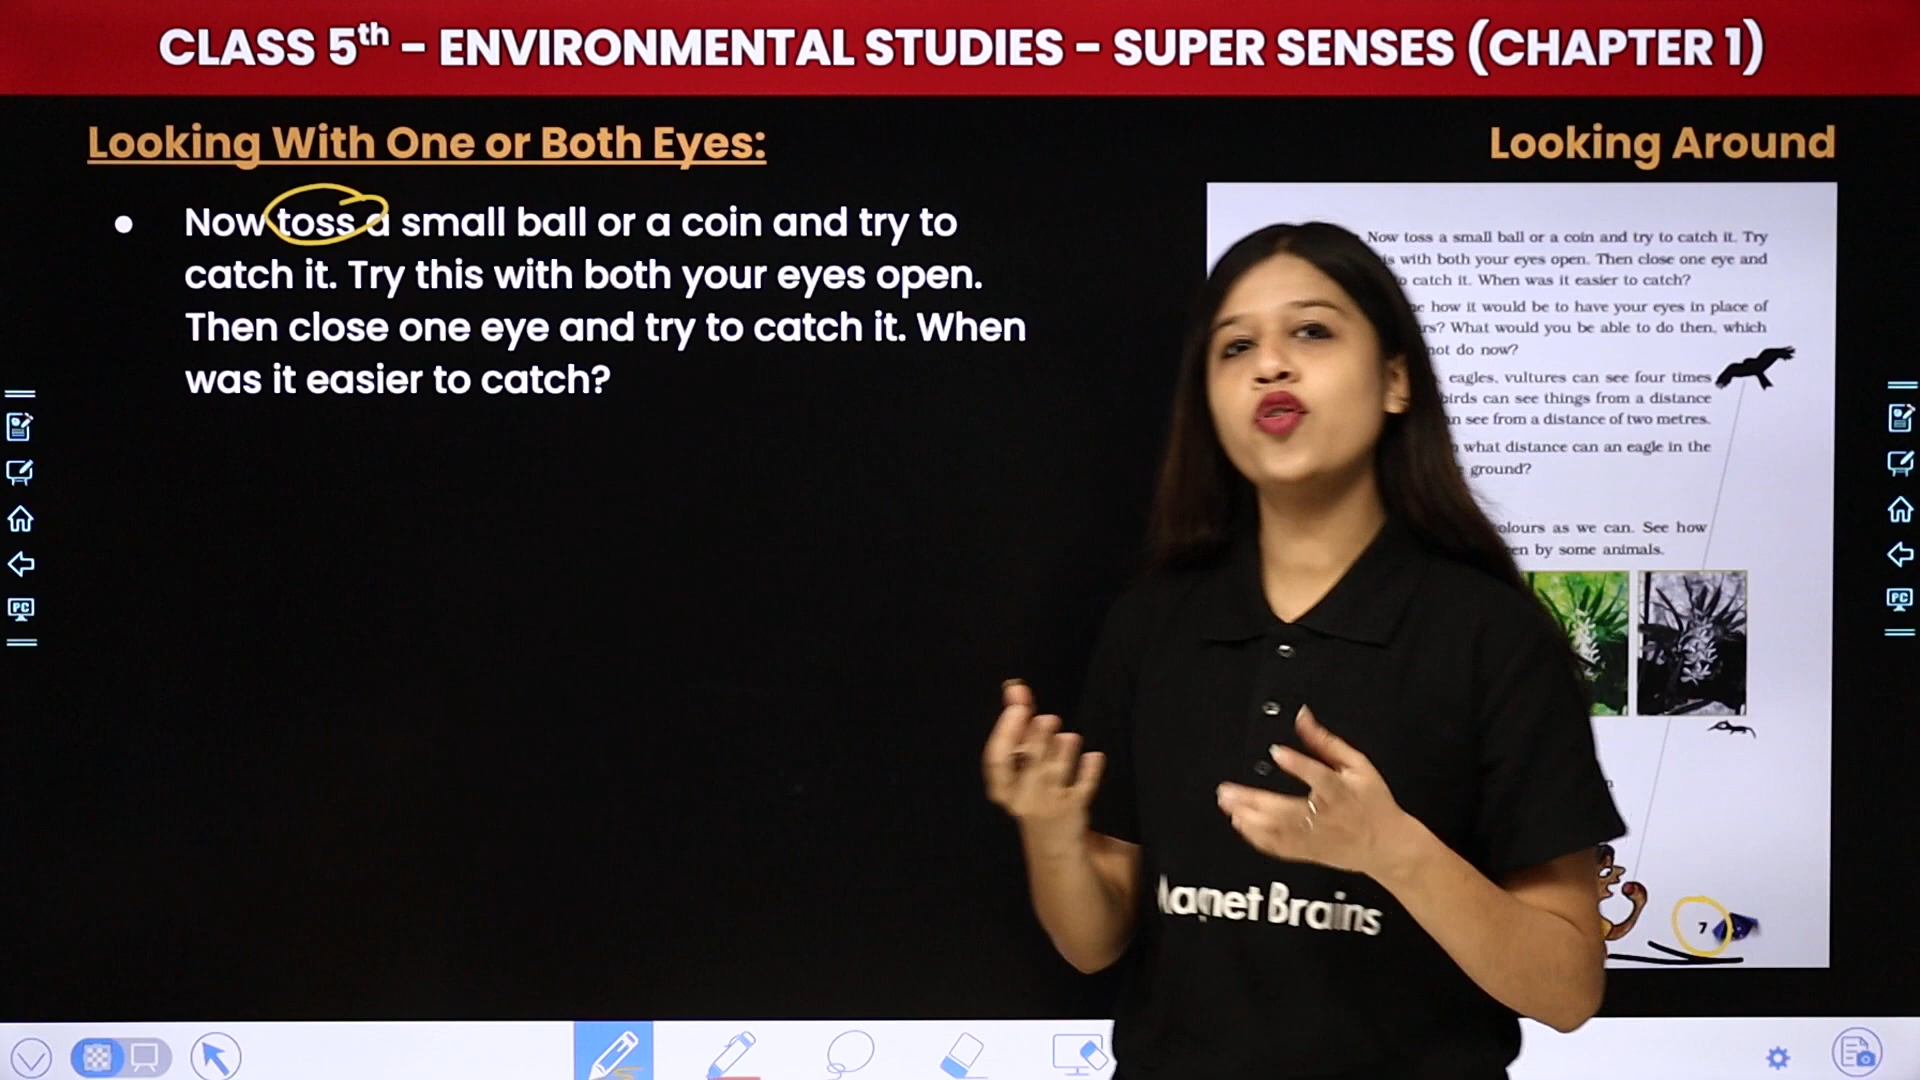 CLASS 5th – ENVIRONMENTAL STUDIES – SUPER SENSES (CHAPTER 1)
Looking With One or Both Eyes:
Looking Around
● Now toss a small ball or a coin and try to
catch it. Try this with both your eyes open.
Then close one eye and try to catch it. When
was it easier to catch?
Now toss a small ball or a coin and try to catch it. Try
with both your eyes open. Then close one eye and
catch it. When was it easier to catch?
how it would be to have your eyes in place of
What would you be able to do then, which
not do now?
eagles, vultures can see four times
birds can see things from a distance
see from a distance of two metres.
what distance can an eagle in the
ground?
colours as we can. See how
by some animals.
7
Magnet Brains
PC
PC